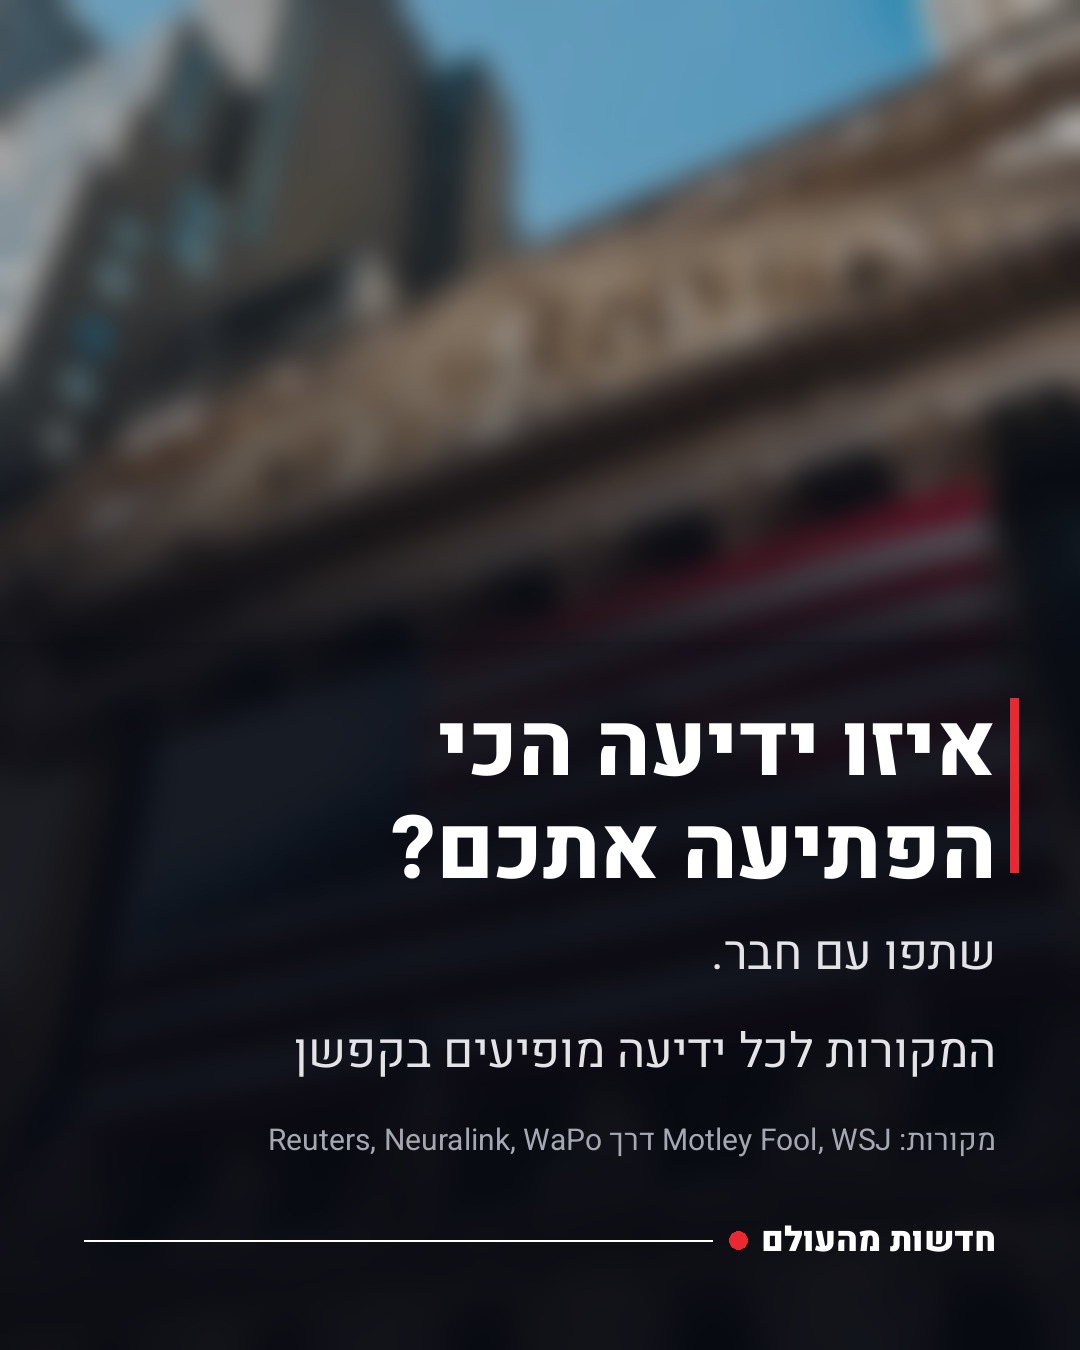 איזו ידיעה הכי
הפתיעה אתכם?
שתפו עם חבר.
המקורות לכל ידיעה מופיעים בקפשן
מקורות: Motley Fool, WSJ דרך Reuters, Neuralink, WaPo
חדשות מהעולם